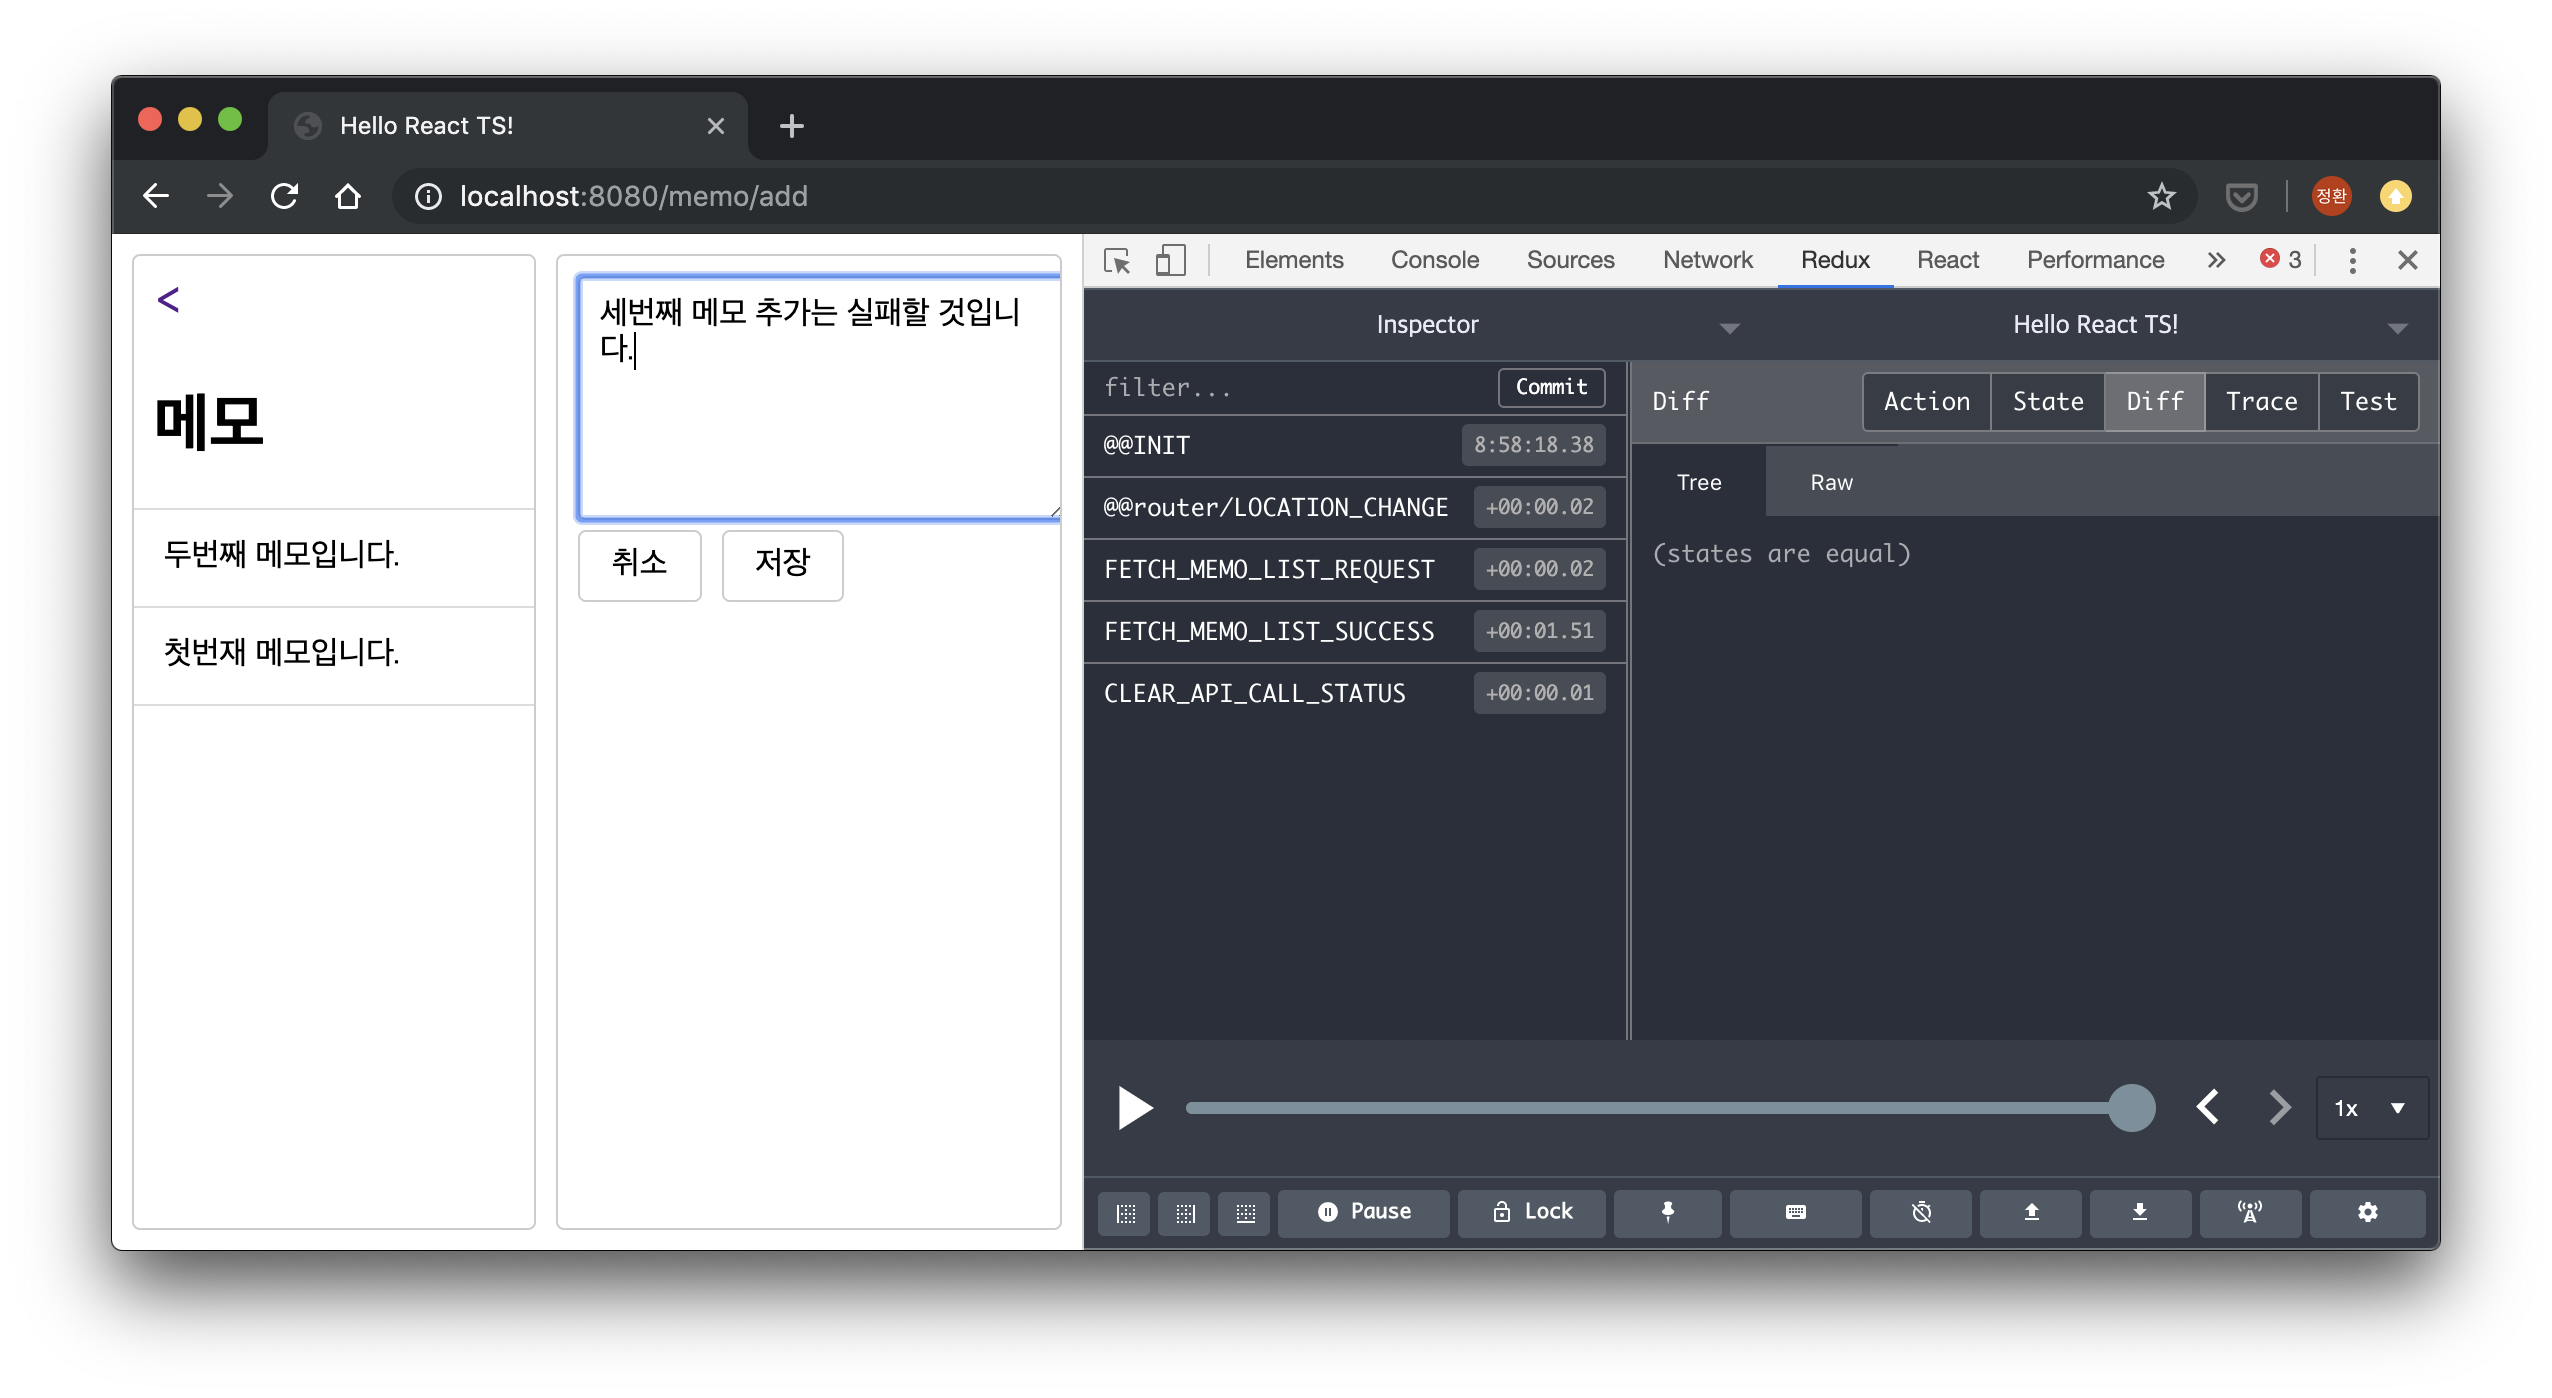 Hello React TS!
localhost:8080/memo/add
정환
<
메모
두번째 메모입니다.
첫번재 메모입니다.
세번째 메모 추가는 실패할 것입니
다.
취소 저장
Elements Console Sources Network Redux React Performance » 3
Inspector Hello React TS!
filter... Commit
@@INIT 8:58:18.38
@@router/LOCATION_CHANGE +00:00.02
FETCH_MEMO_LIST_REQUEST +00:00.02
FETCH_MEMO_LIST_SUCCESS +00:01.51
CLEAR_API_CALL_STATUS +00:00.01
Diff Action State Diff Trace Test
Tree Raw
(states are equal)
1x
Pause Lock